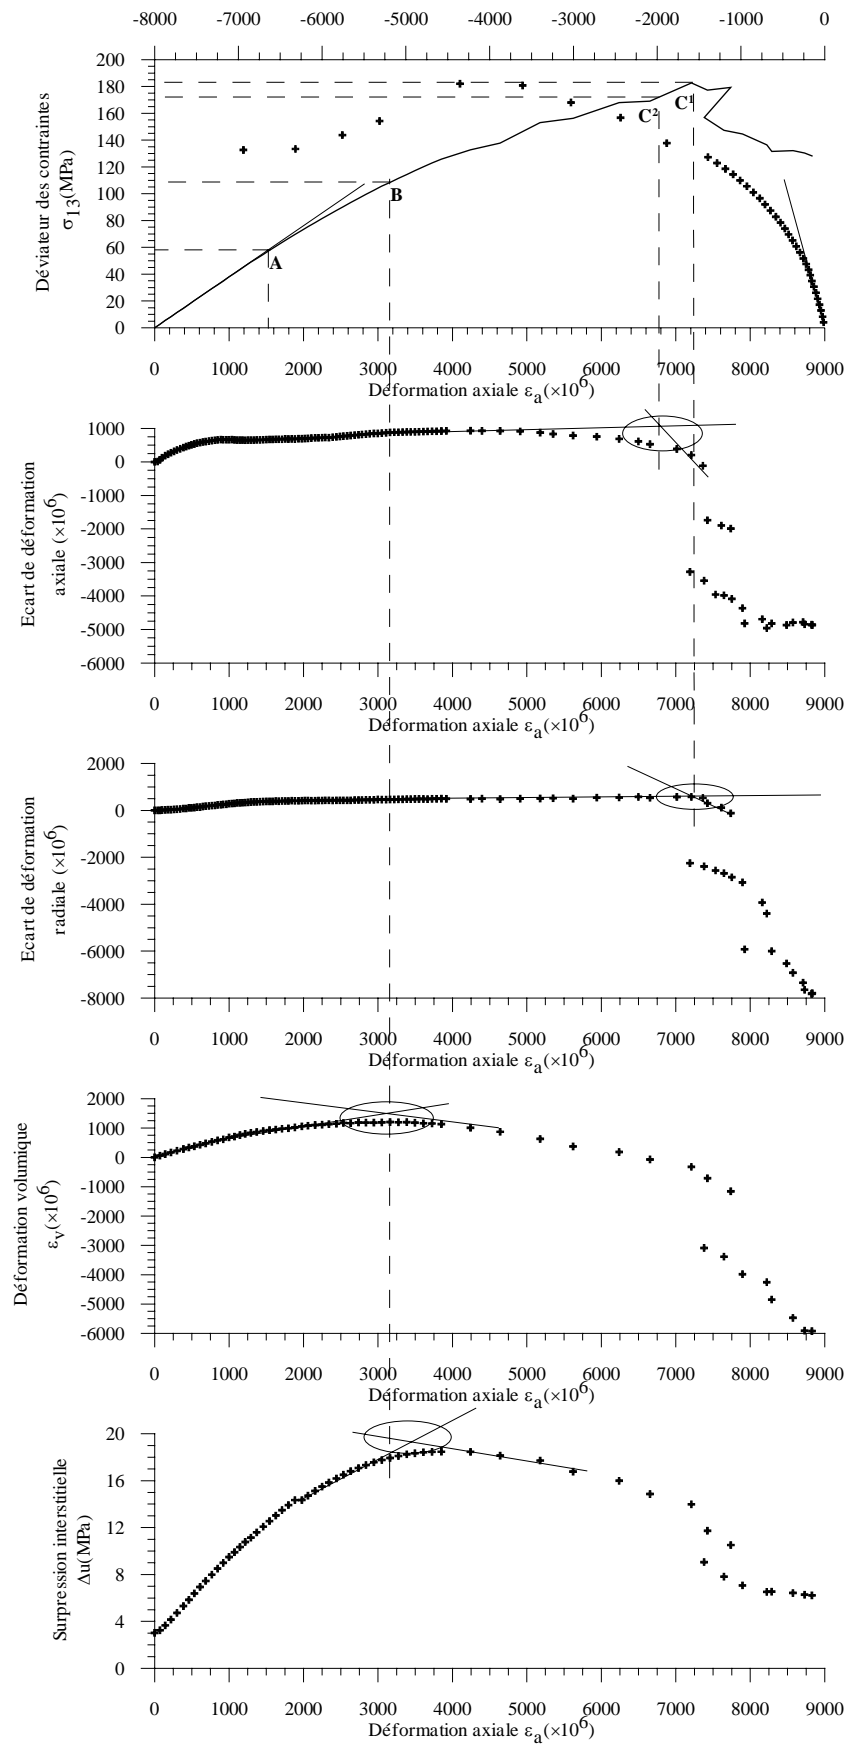 -8000 -7000 -6000 -5000 -4000 -3000 -2000 -1000 0
200
180
160
140
120
100
80
60
40
20
0
Déviateur des contraintes
σ13(MPa)
A
B
C²
C¹
0 1000 2000 3000 4000 5000 6000 7000 8000 9000
Déformation axiale εa(×10⁶)
1000
0
-1000
-2000
-3000
-4000
-5000
-6000
Ecart de déformation
axiale (×10⁶)
0 1000 2000 3000 4000 5000 6000 7000 8000 9000
Déformation axiale εa(×10⁶)
2000
0
-2000
-4000
-6000
-8000
Ecart de déformation
radiale (×10⁶)
0 1000 2000 3000 4000 5000 6000 7000 8000 9000
Déformation axiale εa(×10⁶)
2000
1000
0
-1000
-2000
-3000
-4000
-5000
-6000
Déformation volumique
εv(×10⁶)
0 1000 2000 3000 4000 5000 6000 7000 8000 9000
Déformation axiale εa(×10⁶)
20
16
12
8
4
0
Surpression interstitielle
Δu(MPa)
0 1000 2000 3000 4000 5000 6000 7000 8000 9000
Déformation axiale εa(×10⁶)